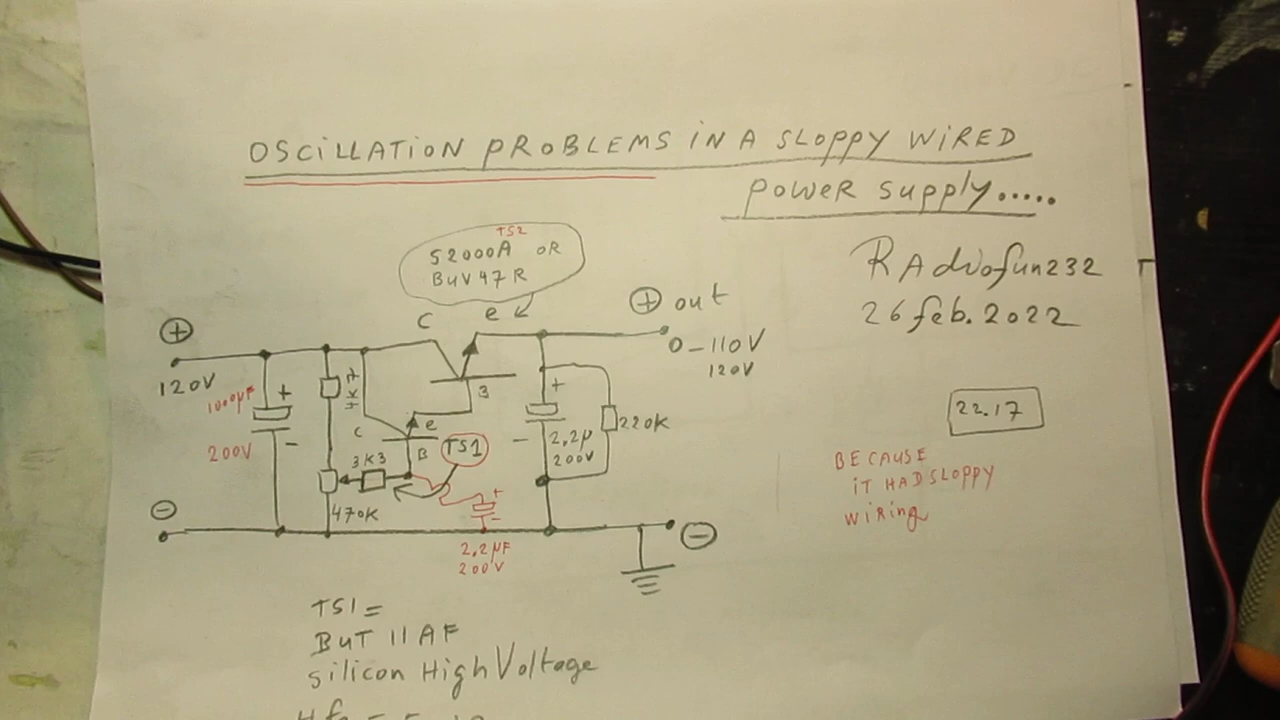 OSCILLATION PROBLEMS IN A SLOPPY WIRED
POWER SUPPLY.....
RAdiofun232
26 feb. 2022
TS2
S2000A OR
BUV47R
C
e
+ out
0-110V
120V
+
120V
1000µF
200V
+
-
C
e
B
TS1
3K3
470K
B
+
-
2,2µ
200V
220K
+
-
2,2µF
200V
-
-
22.17
BECAUSE
iT HAD SLOPPY
WiRiNg
TS1 =
BUT 11AF
silicon High Voltage